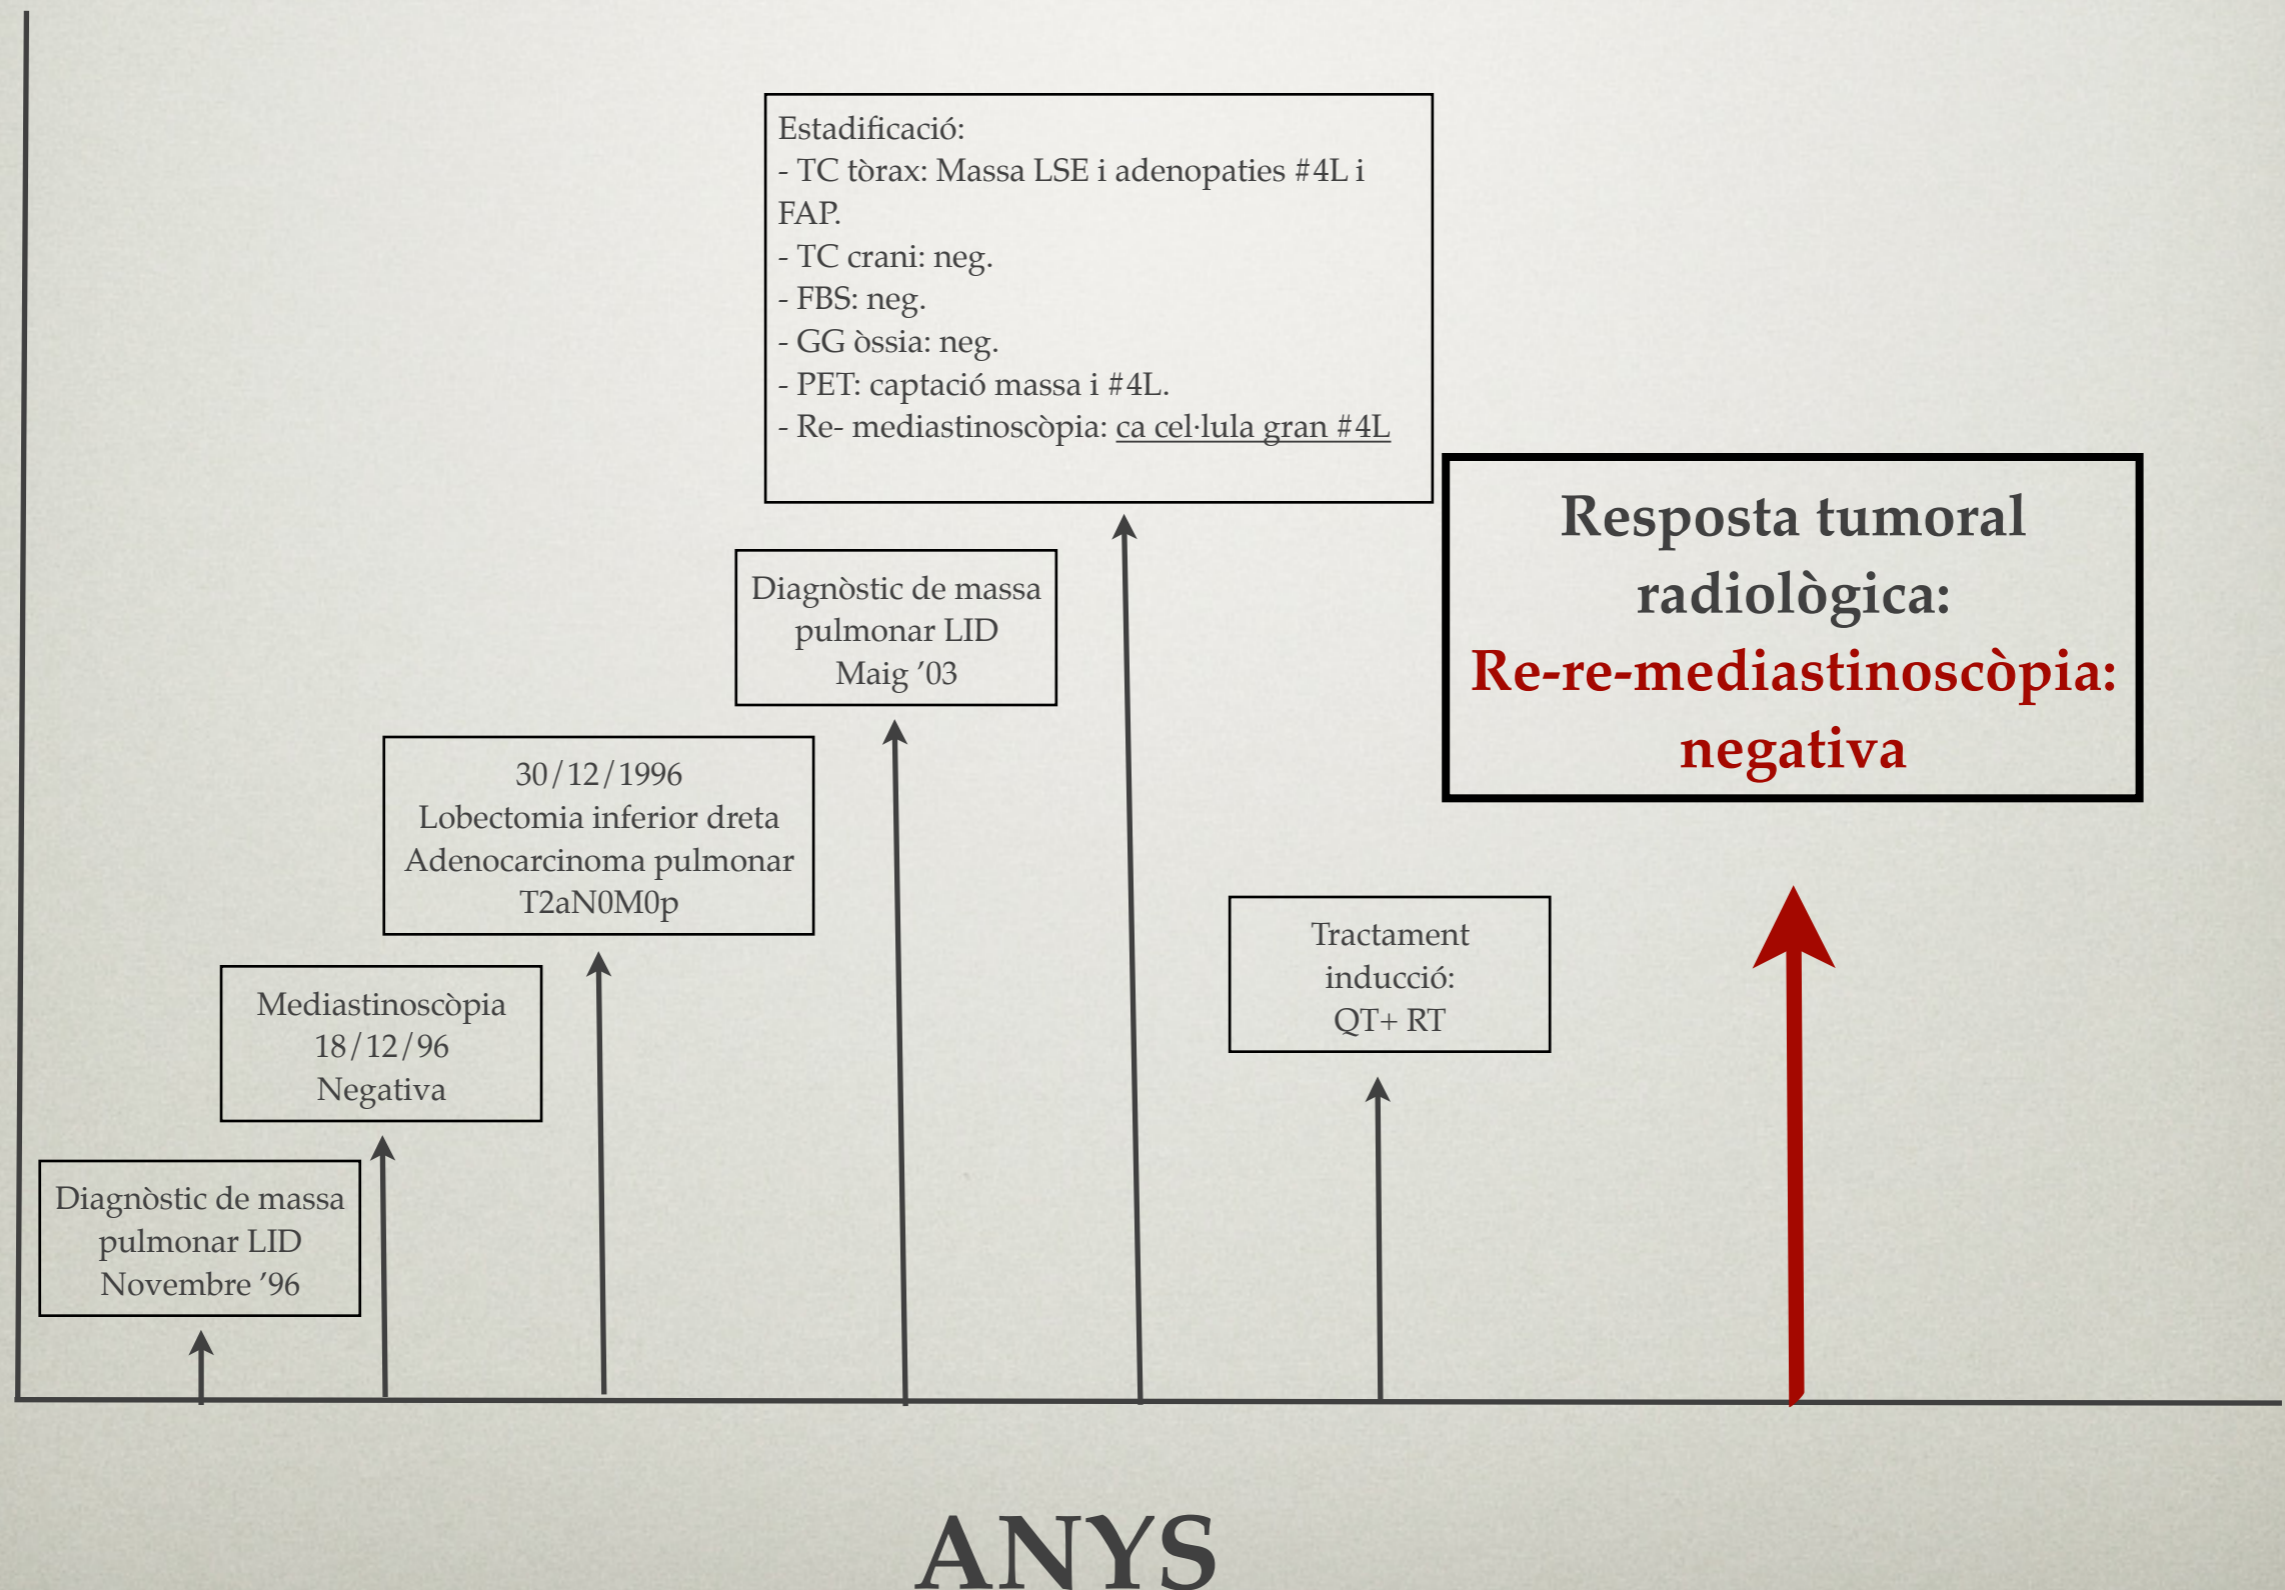 Estadificació:
- TC tòrax: Massa LSE i adenopaties #4L i
FAP.
- TC crani: neg.
- FBS: neg.
- GG òssia: neg.
- PET: captació massa i #4L.
- Re- mediastinoscòpia: ca cel·lula gran #4L
Resposta tumoral
radiològica:
Re-re-mediastinoscòpia:
negativa
Diagnòstic de massa
pulmonar LID
Maig ’03
30/12/1996
Lobectomia inferior dreta
Adenocarcinoma pulmonar
T2aN0M0p
Tractament
inducció:
QT+ RT
Mediastinoscòpia
18/12/96
Negativa
Diagnòstic de massa
pulmonar LID
Novembre ’96
ANYS